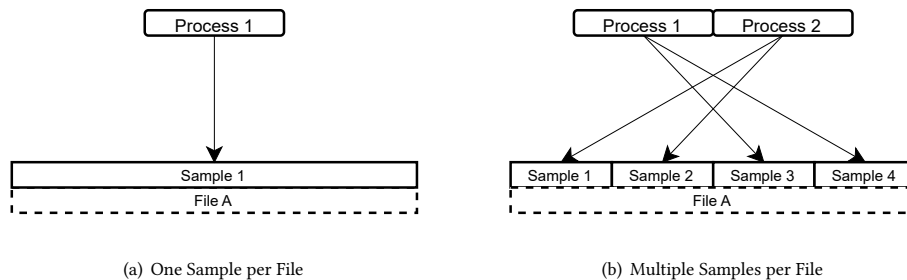 Process 1
Sample 1
File A
(a) One Sample per File
Process 1 Process 2
Sample 1 Sample 2 Sample 3 Sample 4
File A
(b) Multiple Samples per File